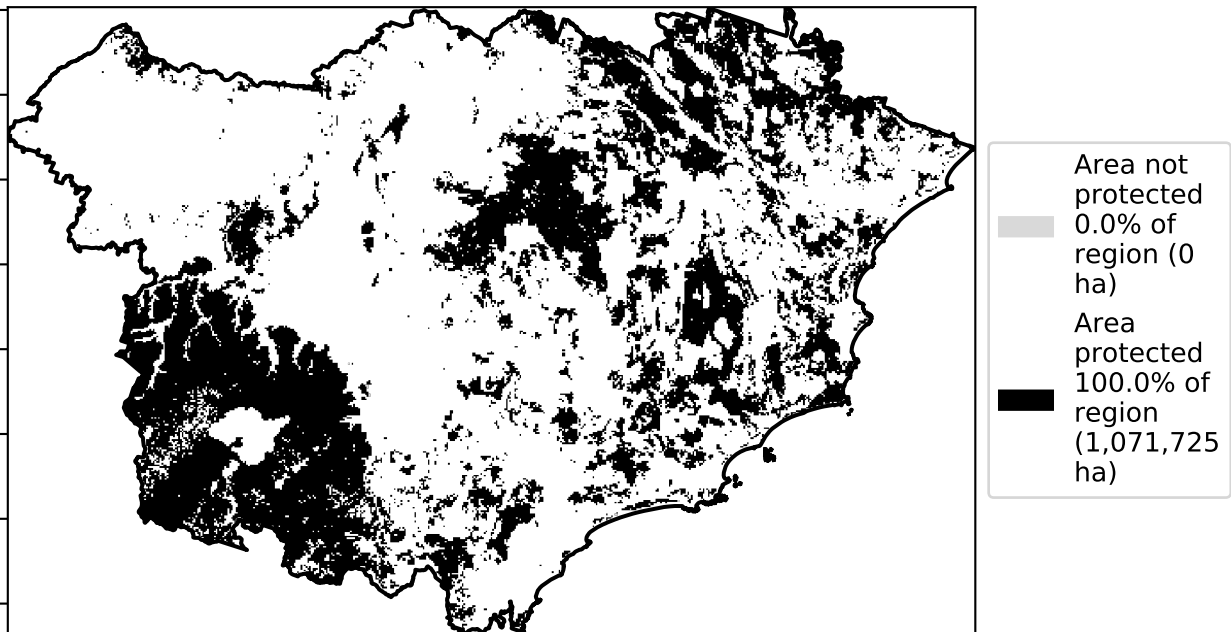 Area not
protected
0.0% of
region (0
ha)
Area
protected
100.0% of
region
(1,071,725
ha)